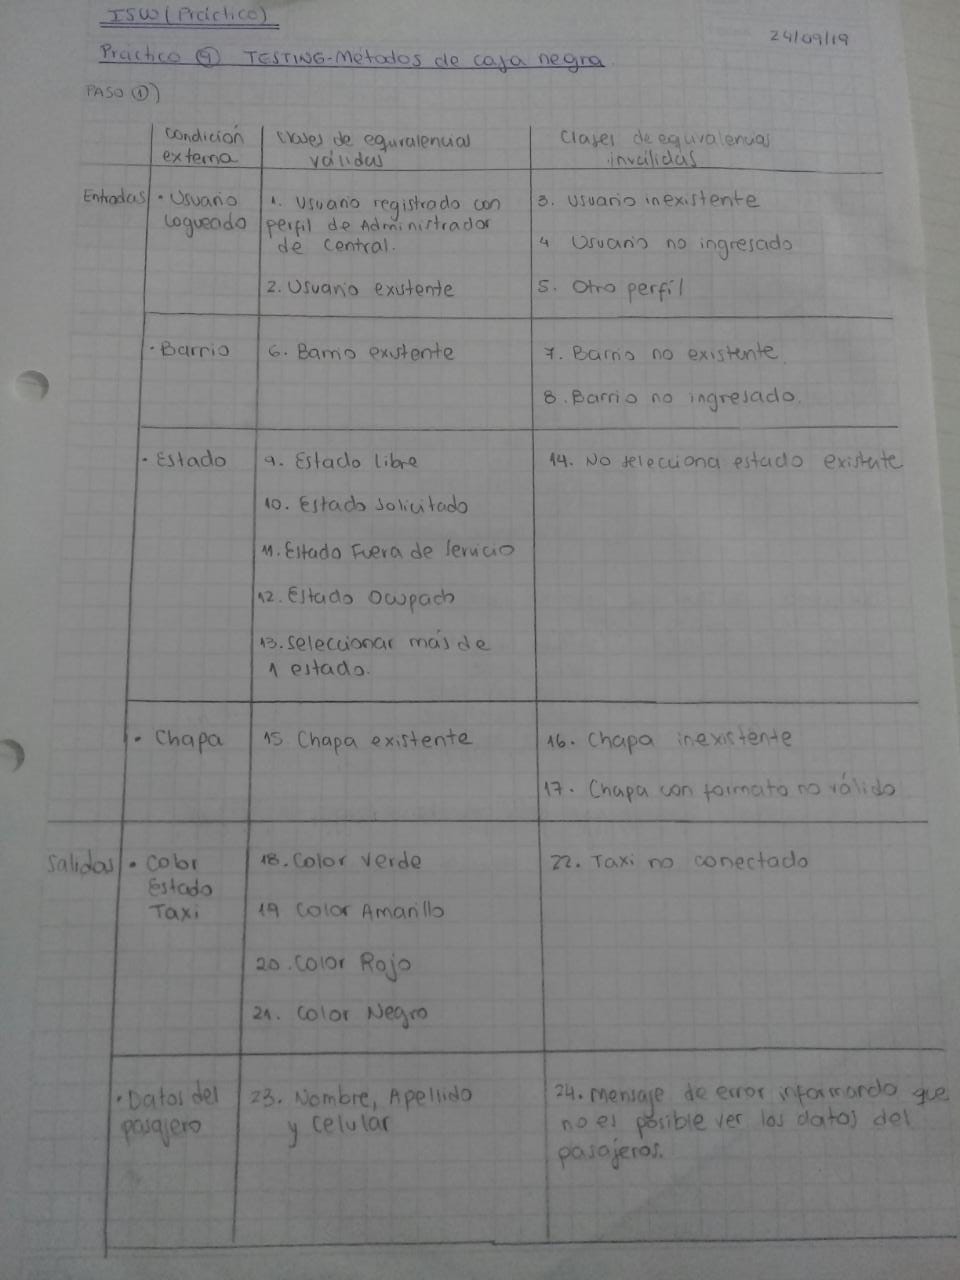 ISW (Práctico)
24/09/19
Práctico 9 TESTING-Métodos de caja negra.
PASO ①)
Condición externa
Clases de equivalencias válidas
Clases de equivalencias inválidas
Entradas
• Usuario
logueado
1. Usuario registrado con
perfil de Administrador
de Central.
2. Usuario existente
3. Usuario inexistente
4 Usuario no ingresado
5. Otro perfil
• Barrio
6. Barrio existente
7. Barrio no existente.
8. Barrio no ingresado.
• Estado
9. Estado libre
10. Estado solicitado
11. Estado Fuera de servicio
12. Estado Ocupado
13. Seleccionar más de
1 estado.
14. No selecciona estado existente
• Chapa
15 Chapa existente
16. Chapa inexistente
17. Chapa con formato no válido
Salidas
• Color
Estado
Taxi
18. Color verde
19 Color Amarillo
20. Color Rojo
21. Color Negro
22. Taxi no conectado
• Datos del
pasajero
23. Nombre, Apellido
y celular
24. mensaje de error informando que
no es posible ver los datos del
pasajeros.